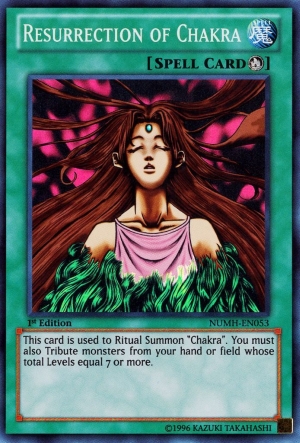 RESURRECTION OF CHAKRA
魔
[SPELL CARD]
1st Edition
NUMH-EN053
This card is used to Ritual Summon "Chakra". You must
also Tribute monsters from your hand or field whose
total Levels equal 7 or more.
©1996 KAZUKI TAKAHASHI